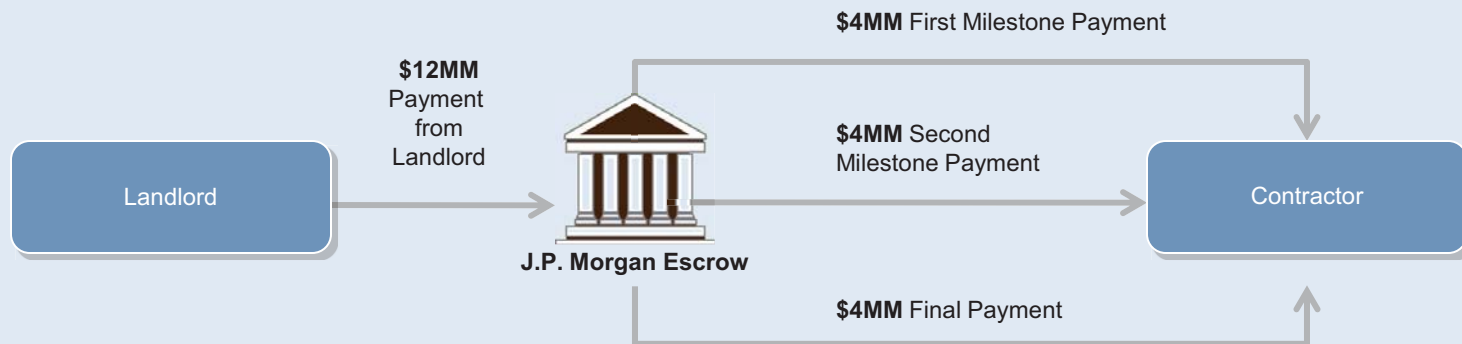 $4MM First Milestone Payment
$12MM
Payment
from
Landlord
$4MM Second
Milestone Payment
Landlord
Contractor
J.P. Morgan Escrow
$4MM Final Payment